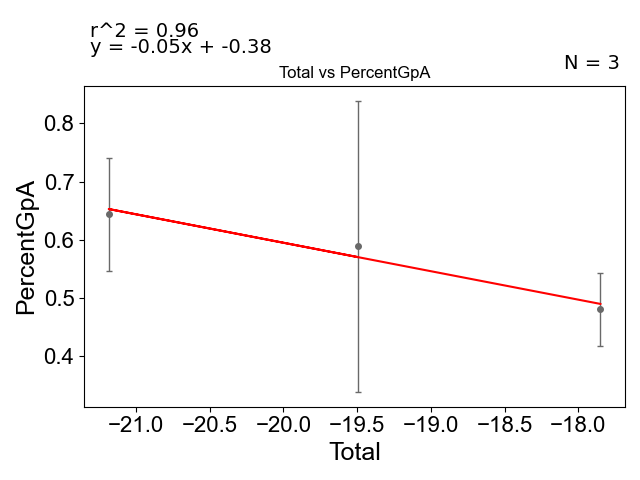 r^2 = 0.96
y = -0.05x + -0.38
N = 3
Total vs PercentGpA
PercentGpA
0.8
0.7
0.6
0.5
0.4
−21.0 −20.5 −20.0 −19.5 −19.0 −18.5 −18.0
Total